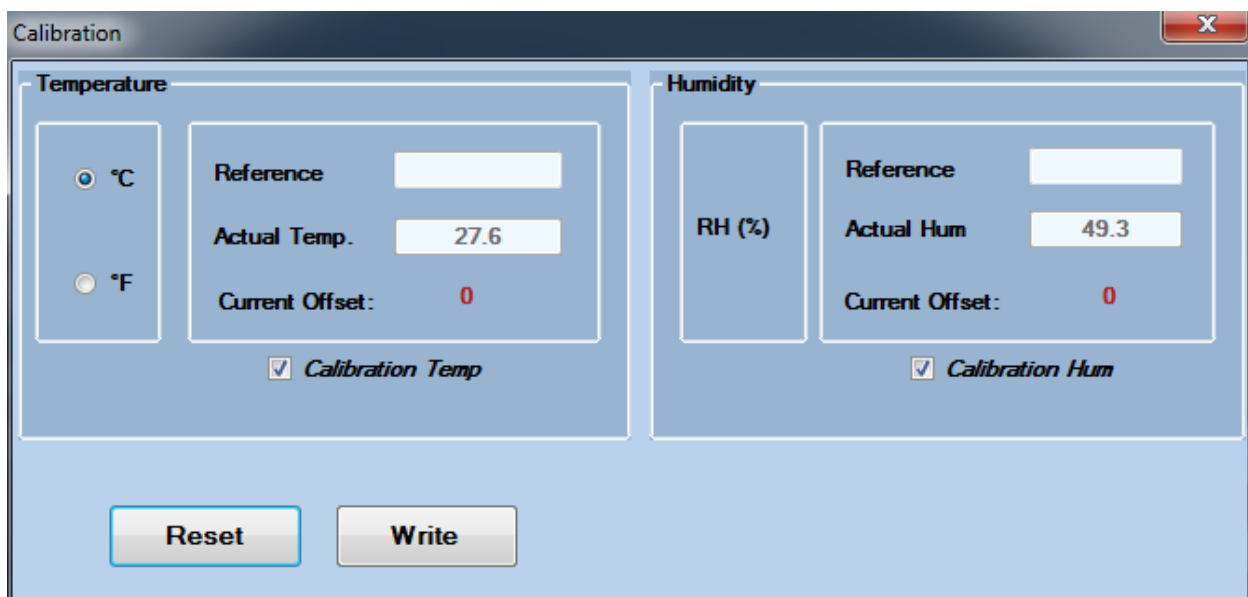 Calibration
X
Temperature
°C
°F
Reference
Actual Temp. 27.6
Current Offset: 0
Calibration Temp
Humidity
RH (%)
Reference
Actual Hum 49.3
Current Offset: 0
Calibration Hum
Reset
Write